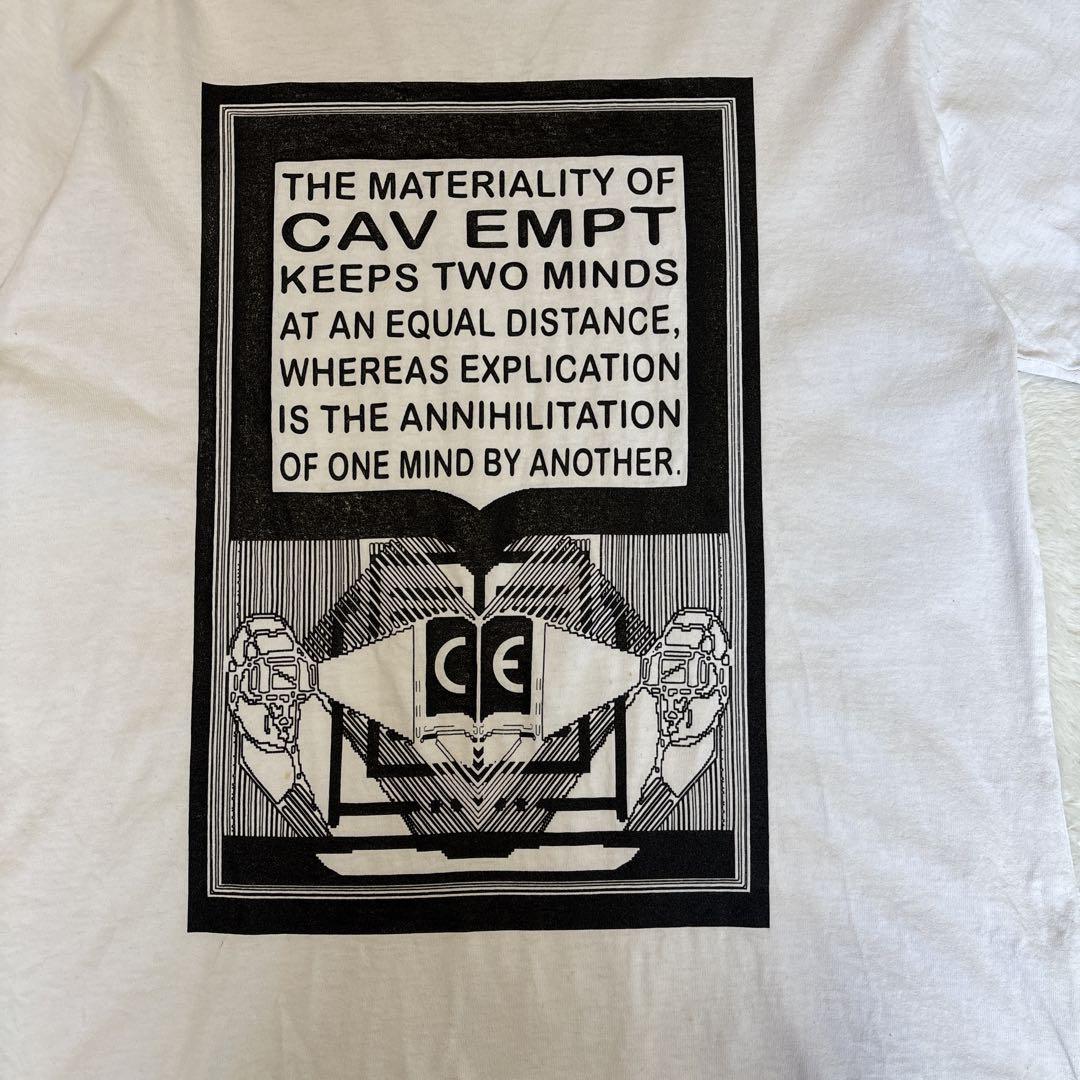 THE MATERIALITY OF
CAV EMPT
KEEPS TWO MINDS
AT AN EQUAL DISTANCE,
WHEREAS EXPLICATION
IS THE ANNIHILITATION
OF ONE MIND BY ANOTHER.
CE